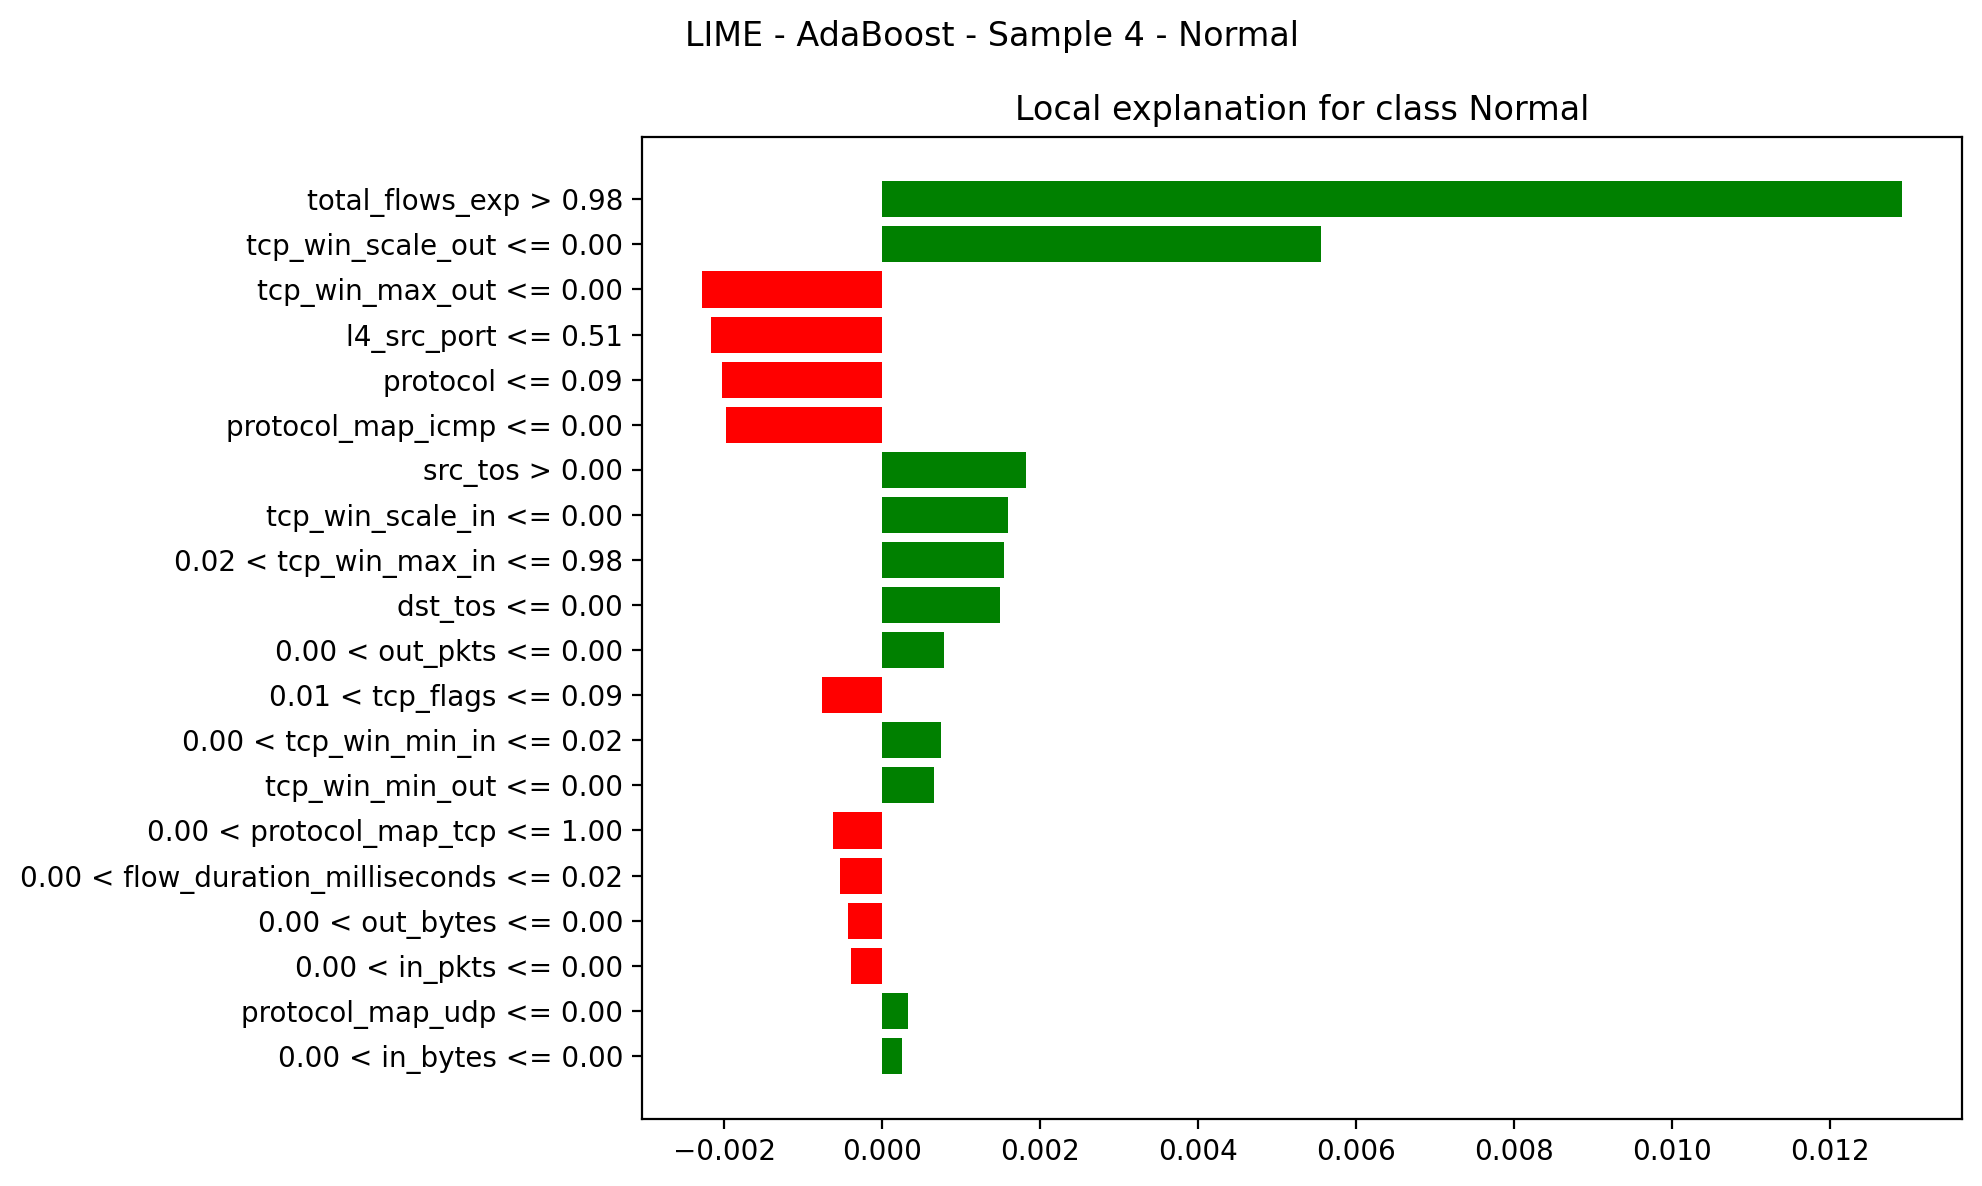 LIME - AdaBoost - Sample 4 - Normal
Local explanation for class Normal
total_flows_exp > 0.98
tcp_win_scale_out <= 0.00
tcp_win_max_out <= 0.00
l4_src_port <= 0.51
protocol <= 0.09
protocol_map_icmp <= 0.00
src_tos > 0.00
tcp_win_scale_in <= 0.00
0.02 < tcp_win_max_in <= 0.98
dst_tos <= 0.00
0.00 < out_pkts <= 0.00
0.01 < tcp_flags <= 0.09
0.00 < tcp_win_min_in <= 0.02
tcp_win_min_out <= 0.00
0.00 < protocol_map_tcp <= 1.00
0.00 < flow_duration_milliseconds <= 0.02
0.00 < out_bytes <= 0.00
0.00 < in_pkts <= 0.00
protocol_map_udp <= 0.00
0.00 < in_bytes <= 0.00
−0.002 0.000 0.002 0.004 0.006 0.008 0.010 0.012